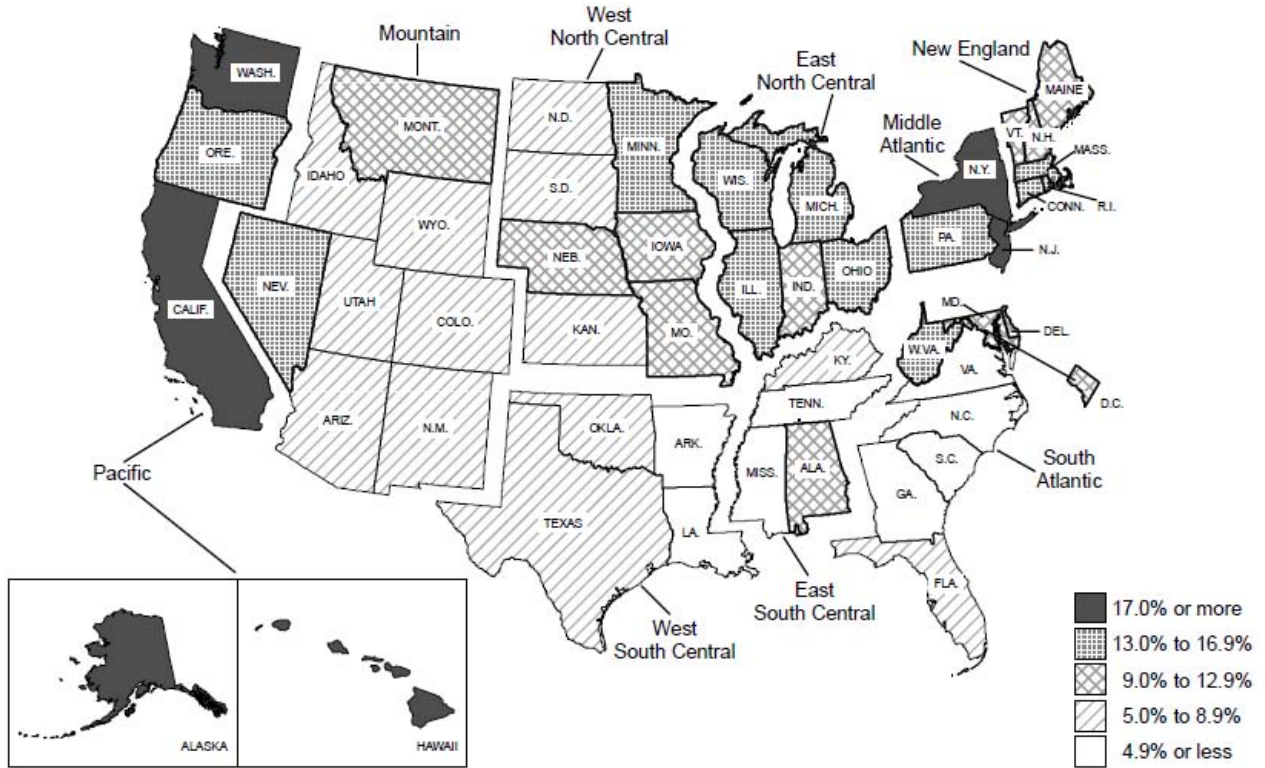 West
North Central
Mountain
New England
East
North Central
Middle
Atlantic
WASH.
MONT.
N.D.
MINN.
MAINE
VT.
N.H.
MASS.
ORE.
IDAHO
S.D.
WIS.
MICH.
N.Y.
CONN.
R.I.
WYO.
NEB.
IOWA
PA.
N.J.
NEV.
UTAH
COLO.
CALIF.
KAN.
MO.
ILL.
IND.
OHIO
MD.
DEL.
W.VA.
VA.
D.C.
KY.
ARIZ.
N.M.
OKLA.
ARK.
TENN.
N.C.
S.C.
Pacific
TEXAS
LA.
MISS.
ALA.
GA.
South
Atlantic
FLA.
East
South Central
West
South Central
ALASKA
HAWAII
17.0% or more
13.0% to 16.9%
9.0% to 12.9%
5.0% to 8.9%
4.9% or less